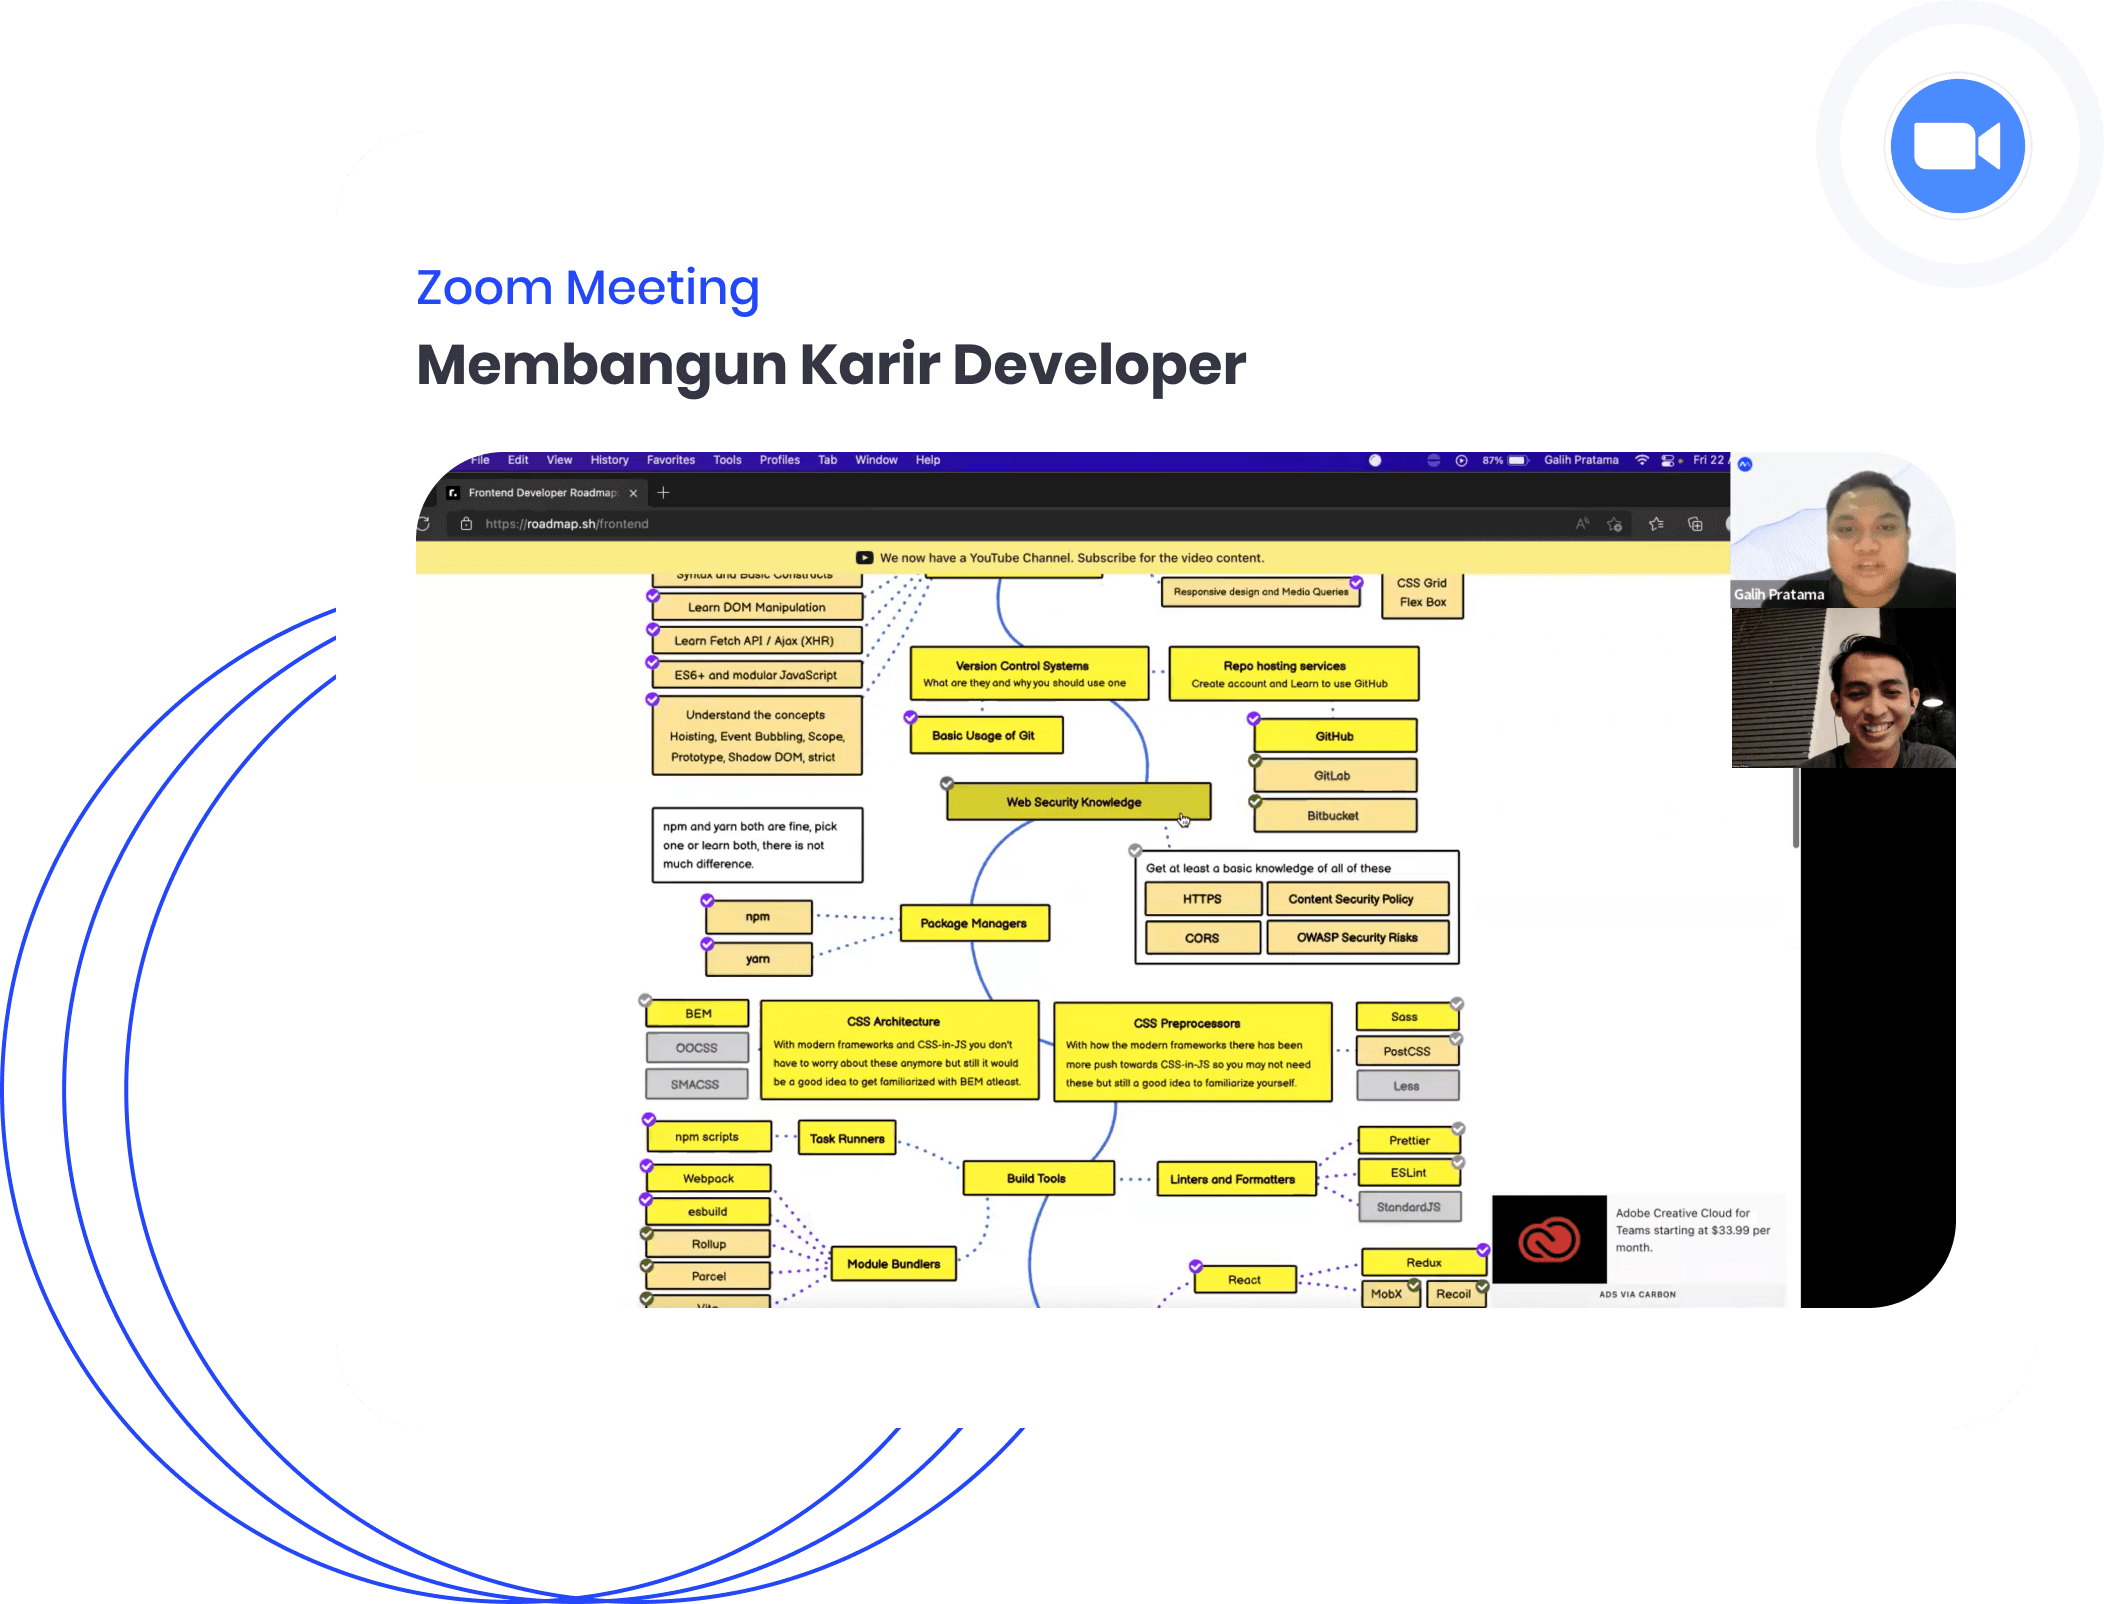 Zoom Meeting
Membangun Karir Developer
File Edit View History Favorites Tools Profiles Tab Window Help
87% Galih Pratama Fri 22
Frontend Developer Roadmap:
https://roadmap.sh/frontend
We now have a YouTube Channel. Subscribe for the video content.
Galih Pratama
Syntax and Basic Constructs
Learn DOM Manipulation
Learn Fetch API / Ajax (XHR)
ES6+ and modular JavaScript
Understand the concepts
Hoisting, Event Bubbling, Scope,
Prototype, Shadow DOM, strict
Responsive design and Media Queries
CSS Grid
Flex Box
Version Control Systems
What are they and why you should use one
Repo hosting services
Create account and Learn to use GitHub
Basic Usage of Git
GitHub
GitLab
Bitbucket
Web Security Knowledge
npm and yarn both are fine, pick
one or learn both, there is not
much difference.
Get at least a basic knowledge of all of these
HTTPS
Content Security Policy
CORS
OWASP Security Risks
npm
yarn
Package Managers
BEM
OOCSS
SMACSS
CSS Architecture
With modern frameworks and CSS-in-JS you don't
have to worry about these anymore but still it would
be a good idea to get familiarized with BEM atleast.
CSS Preprocessors
With how the modern frameworks there has been
more push towards CSS-in-JS so you may not need
these but still a good idea to familiarize yourself.
Sass
PostCSS
Less
npm scripts
Task Runners
Build Tools
Linters and Formatters
Prettier
ESLint
StandardJS
Webpack
esbuild
Rollup
Parcel
Vite
Module Bundlers
React
Redux
MobX
Recoil
Adobe Creative Cloud for
Teams starting at $33.99 per
month.
ADS VIA CARBON